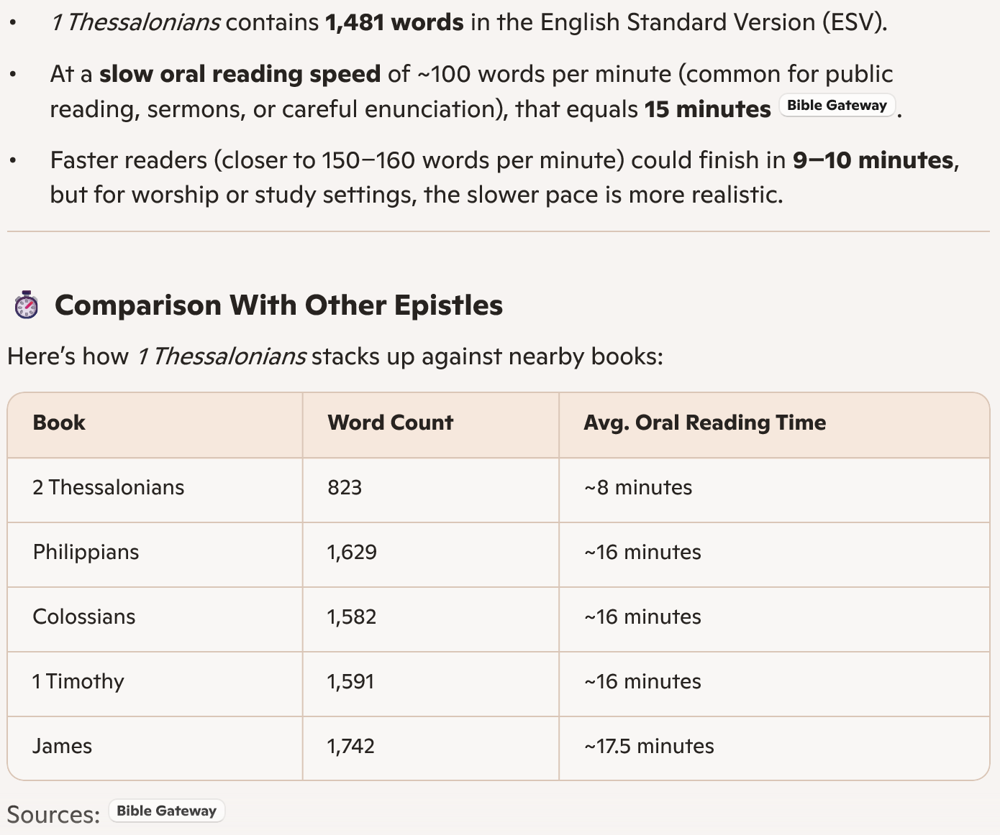 • 1 Thessalonians contains 1,481 words in the English Standard Version (ESV).
• At a slow oral reading speed of ~100 words per minute (common for public
reading, sermons, or careful enunciation), that equals 15 minutes Bible Gateway .
• Faster readers (closer to 150–160 words per minute) could finish in 9–10 minutes,
but for worship or study settings, the slower pace is more realistic.
⏱️ Comparison With Other Epistles
Here’s how 1 Thessalonians stacks up against nearby books:
Book Word Count Avg. Oral Reading Time
2 Thessalonians 823 ~8 minutes
Philippians 1,629 ~16 minutes
Colossians 1,582 ~16 minutes
1 Timothy 1,591 ~16 minutes
James 1,742 ~17.5 minutes
Sources: Bible Gateway